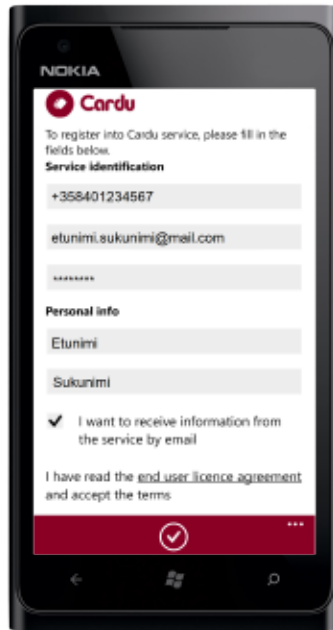 NOKIA
Cardu
To register into Cardu service, please fill in the
fields below.
Service identification
+358401234567
etunimi.sukunimi@mail.com
••••••••
Personal info
Etunimi
Sukunimi
I want to receive information from
the service by email
I have read the end user licence agreement
and accept the terms